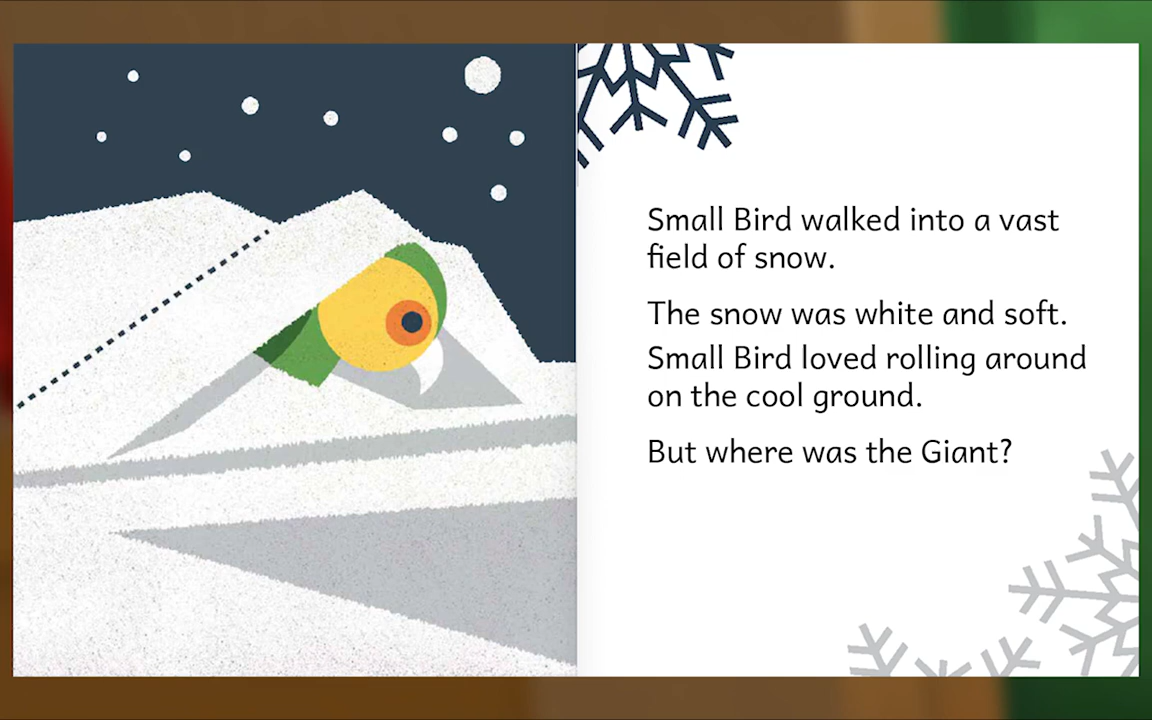 Small Bird walked into a vast
field of snow.
The snow was white and soft.
Small Bird loved rolling around
on the cool ground.
But where was the Giant?